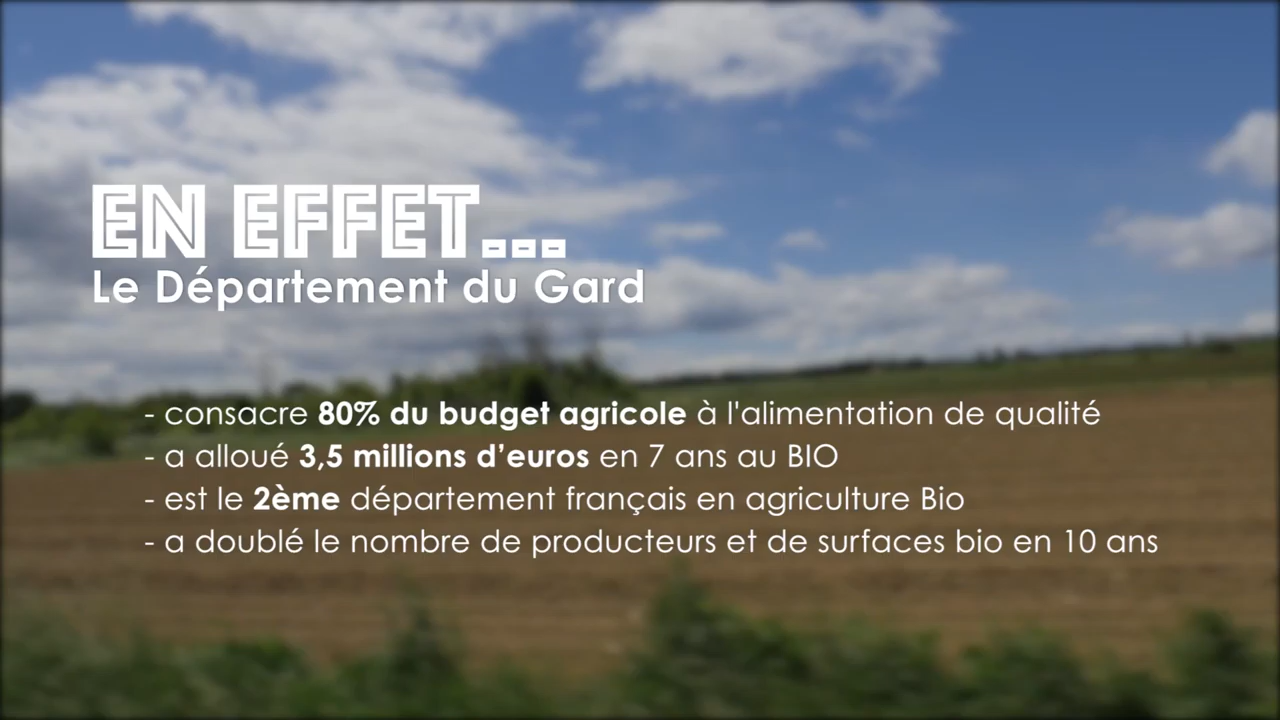 EN EFFET...
Le Département du Gard
- consacre 80% du budget agricole à l'alimentation de qualité
- a alloué 3,5 millions d’euros en 7 ans au BIO
- est le 2ème département français en agriculture Bio
- a doublé le nombre de producteurs et de surfaces bio en 10 ans